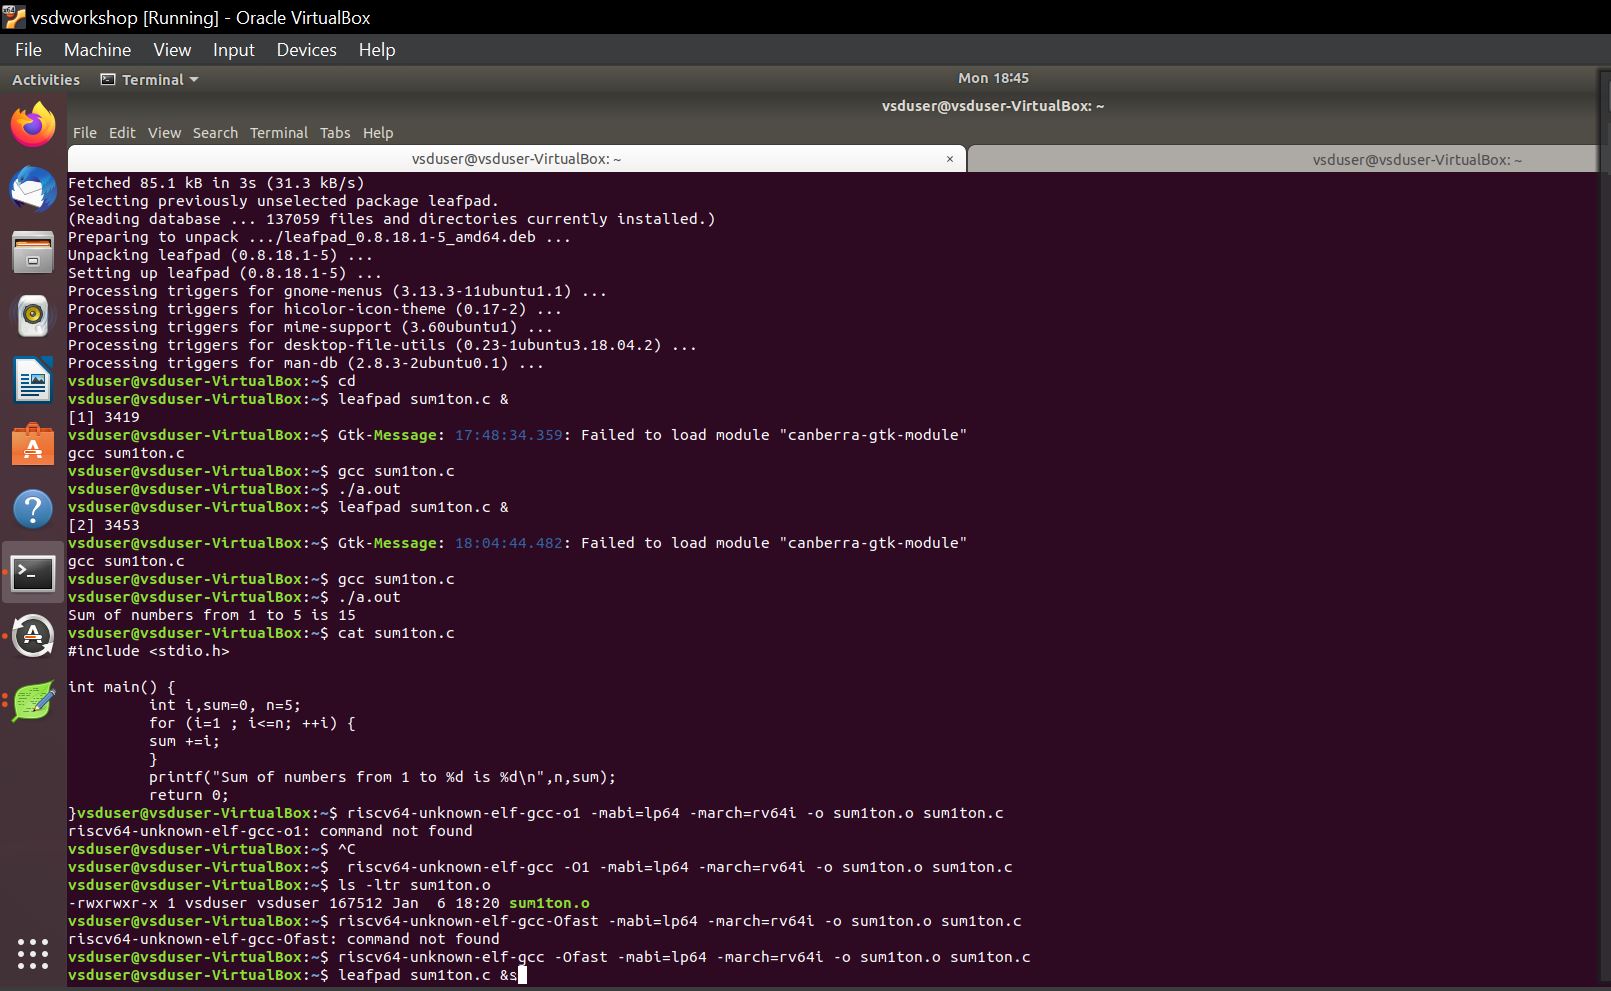 vsdworkshop [Running] - Oracle VirtualBox
File Machine View Input Devices Help
Activities Terminal Mon 18:45
vsduser@vsduser-VirtualBox: ~
File Edit View Search Terminal Tabs Help
vsduser@vsduser-VirtualBox: ~ × vsduser@vsduser-VirtualBox: ~
Fetched 85.1 kB in 3s (31.3 kB/s)
Selecting previously unselected package leafpad.
(Reading database ... 137059 files and directories currently installed.)
Preparing to unpack .../leafpad_0.8.18.1-5_amd64.deb ...
Unpacking leafpad (0.8.18.1-5) ...
Setting up leafpad (0.8.18.1-5) ...
Processing triggers for gnome-menus (3.13.3-11ubuntu1.1) ...
Processing triggers for hicolor-icon-theme (0.17-2) ...
Processing triggers for mime-support (3.60ubuntu1) ...
Processing triggers for desktop-file-utils (0.23-1ubuntu3.18.04.2) ...
Processing triggers for man-db (2.8.3-2ubuntu0.1) ...
vsduser@vsduser-VirtualBox:~$ cd
vsduser@vsduser-VirtualBox:~$ leafpad sum1ton.c &
[1] 3419
vsduser@vsduser-VirtualBox:~$ Gtk-Message: 17:48:34.359: Failed to load module "canberra-gtk-module"
gcc sum1ton.c
vsduser@vsduser-VirtualBox:~$ gcc sum1ton.c
vsduser@vsduser-VirtualBox:~$ ./a.out
vsduser@vsduser-VirtualBox:~$ leafpad sum1ton.c &
[2] 3453
vsduser@vsduser-VirtualBox:~$ Gtk-Message: 18:04:44.482: Failed to load module "canberra-gtk-module"
gcc sum1ton.c
vsduser@vsduser-VirtualBox:~$ gcc sum1ton.c
vsduser@vsduser-VirtualBox:~$ ./a.out
Sum of numbers from 1 to 5 is 15
vsduser@vsduser-VirtualBox:~$ cat sum1ton.c
#include <stdio.h>
int main() {
int i,sum=0, n=5;
for (i=1 ; i<=n; ++i) {
sum +=i;
}
printf("Sum of numbers from 1 to %d is %d\n",n,sum);
return 0;
}vsduser@vsduser-VirtualBox:~$ riscv64-unknown-elf-gcc-o1 -mabi=lp64 -march=rv64i -o sum1ton.o sum1ton.c
riscv64-unknown-elf-gcc-o1: command not found
vsduser@vsduser-VirtualBox:~$ ^C
vsduser@vsduser-VirtualBox:~$  riscv64-unknown-elf-gcc -O1 -mabi=lp64 -march=rv64i -o sum1ton.o sum1ton.c
vsduser@vsduser-VirtualBox:~$ ls -ltr sum1ton.o
-rwxrwxr-x 1 vsduser vsduser 167512 Jan  6 18:20 sum1ton.o
vsduser@vsduser-VirtualBox:~$ riscv64-unknown-elf-gcc-Ofast -mabi=lp64 -march=rv64i -o sum1ton.o sum1ton.c
riscv64-unknown-elf-gcc-Ofast: command not found
vsduser@vsduser-VirtualBox:~$ riscv64-unknown-elf-gcc -Ofast -mabi=lp64 -march=rv64i -o sum1ton.o sum1ton.c
vsduser@vsduser-VirtualBox:~$ leafpad sum1ton.c &s